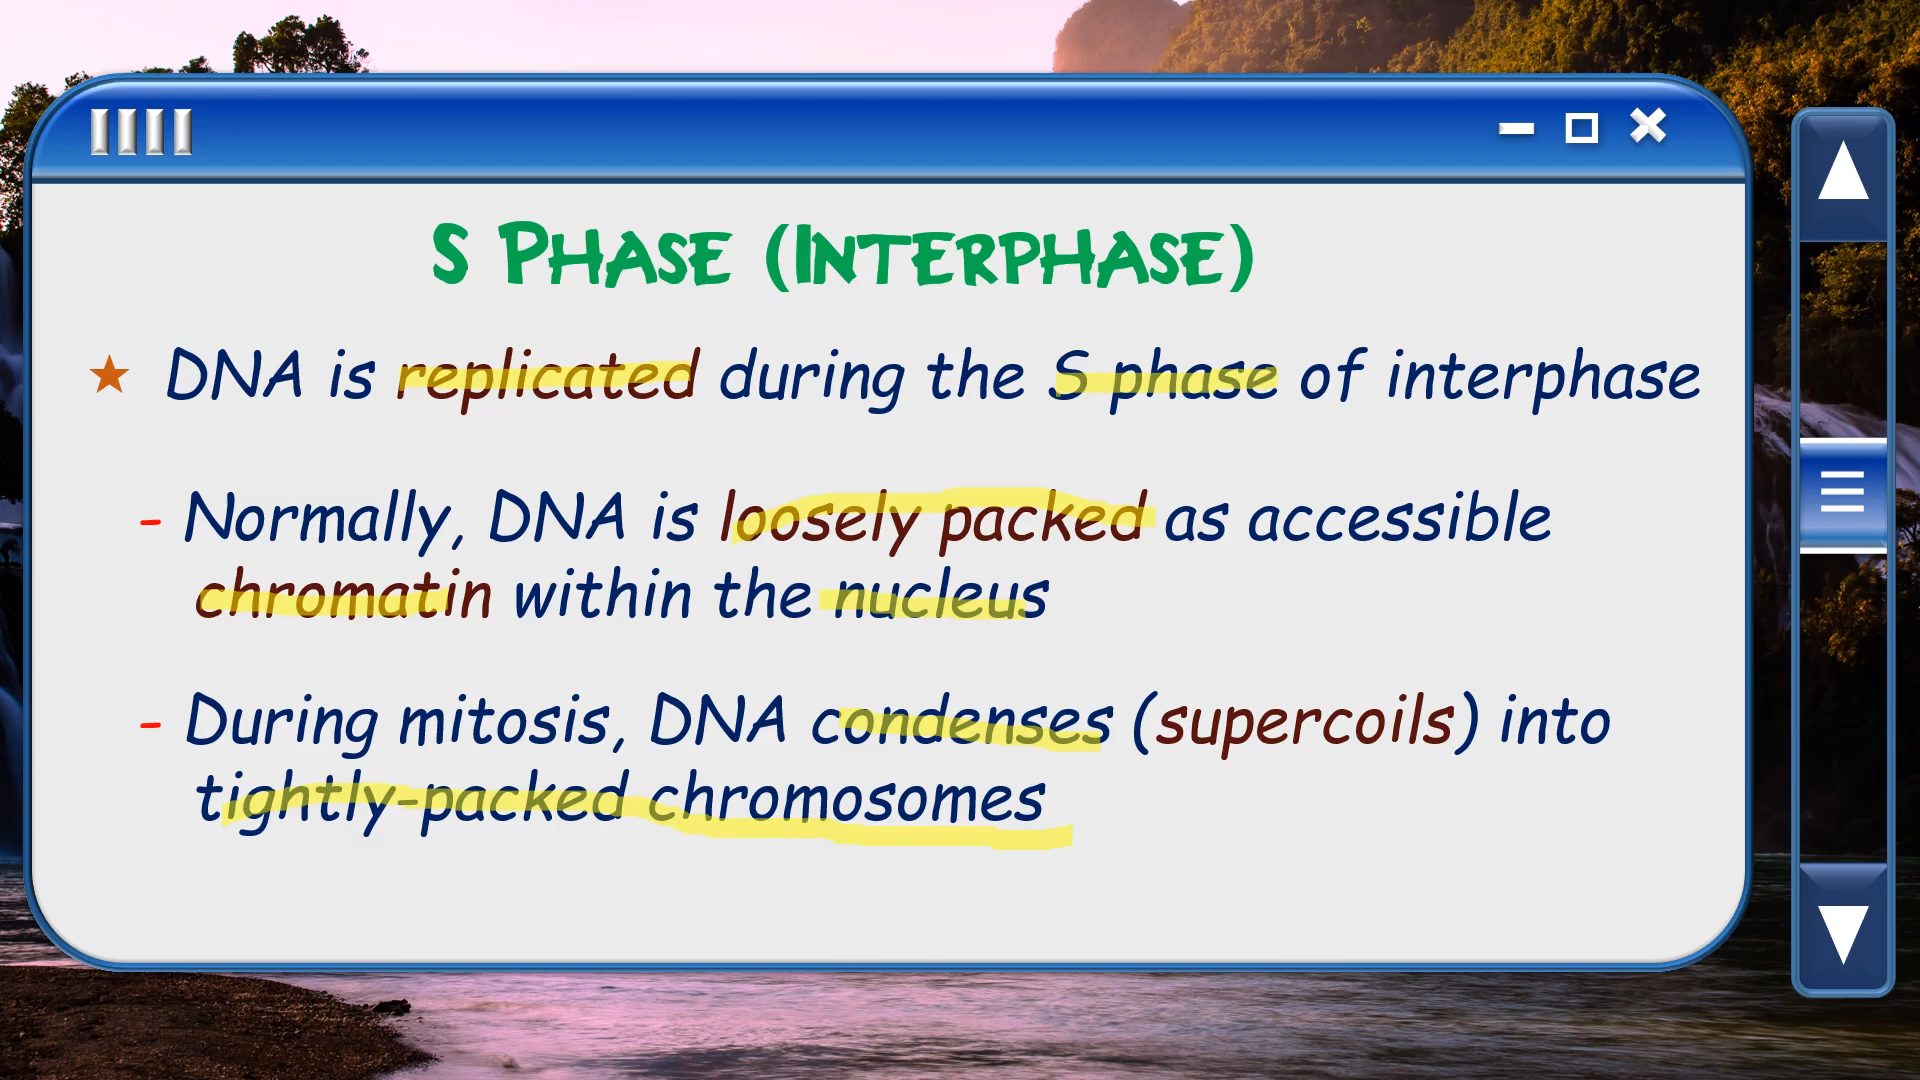 S Phase (Interphase)
★ DNA is replicated during the S phase of interphase
- Normally, DNA is loosely packed as accessible
chromatin within the nucleus
- During mitosis, DNA condenses (supercoils) into
tightly-packed chromosomes